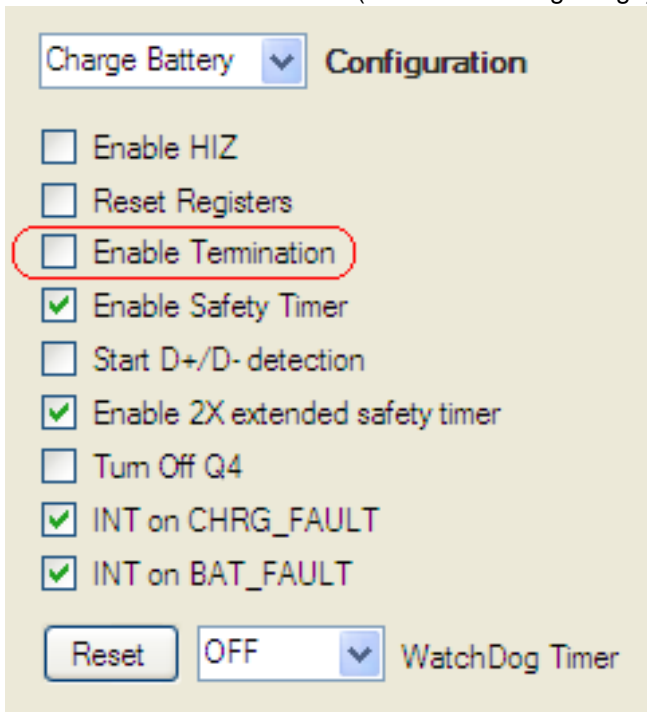 Charge Battery Configuration
Enable HIZ
Reset Registers
Enable Termination
Enable Safety Timer
Start D+/D- detection
Enable 2X extended safety timer
Turn Off Q4
INT on CHRG_FAULT
INT on BAT_FAULT
Reset OFF WatchDog Timer